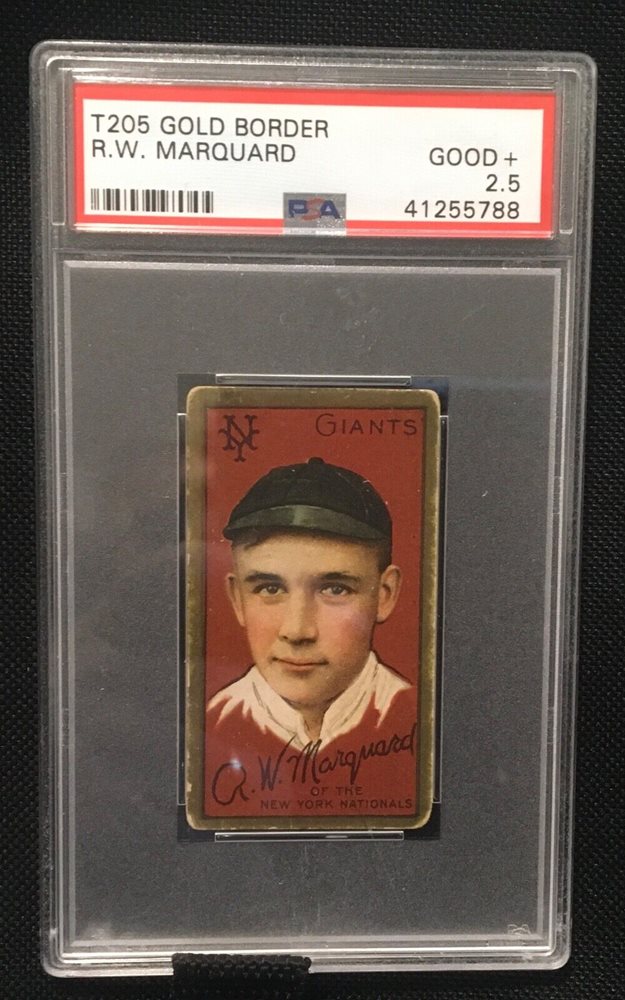 T205 GOLD BORDER
R.W. MARQUARD
GOOD +
2.5
PSA
41255788
NY
GIANTS
R.W. Marquard
OF THE
NEW YORK NATIONALS